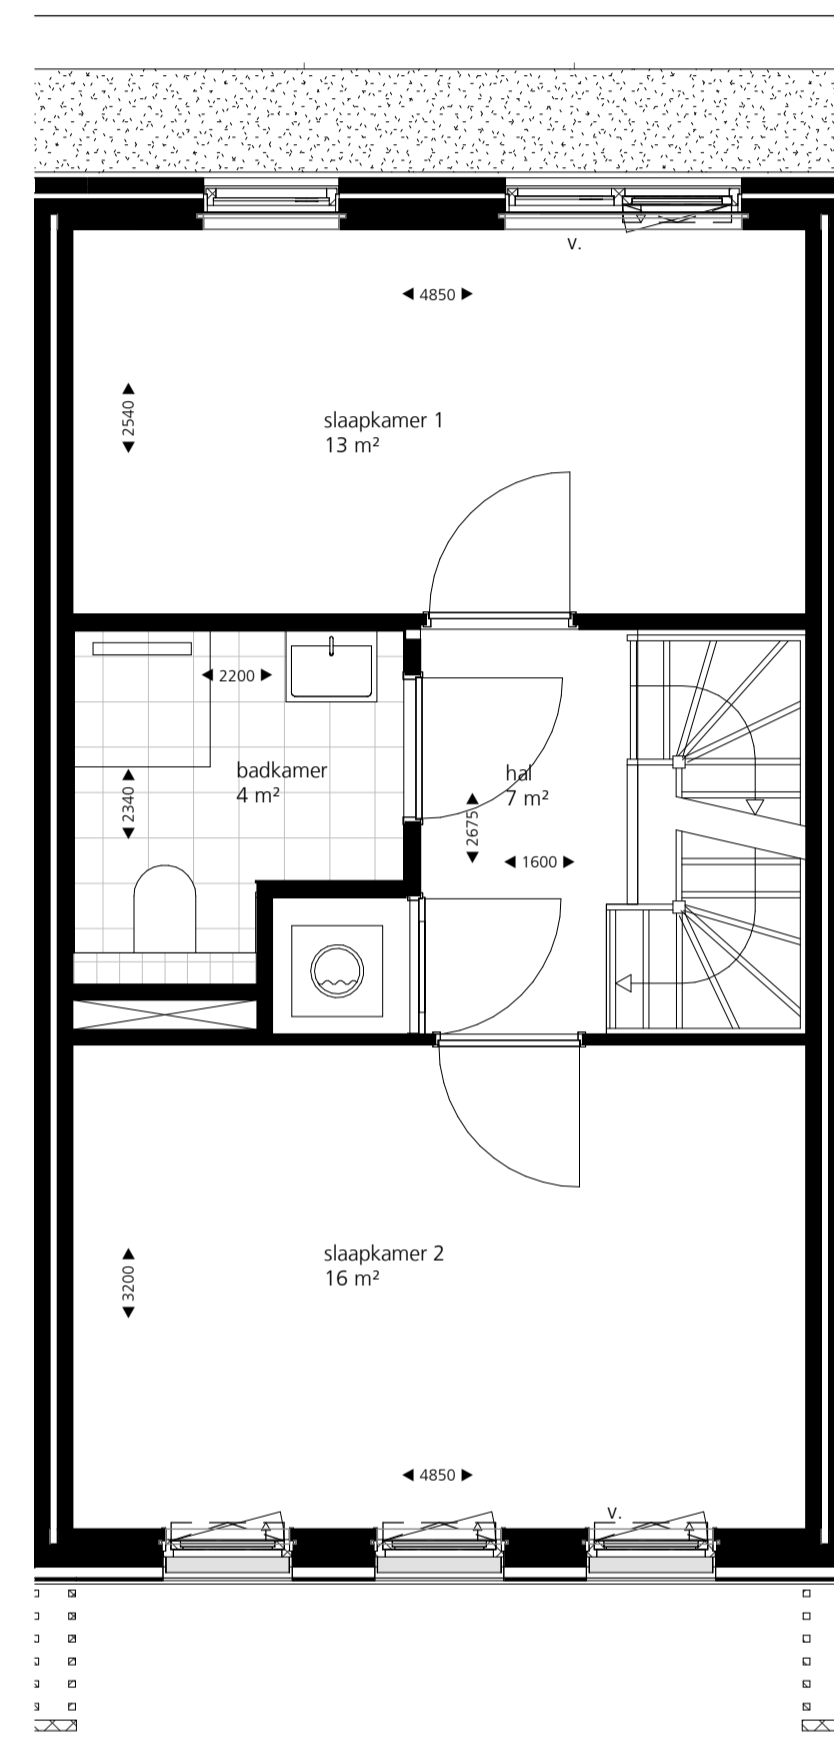 V.
4850
2540
slaapkamer 1
13 m²
2200
badkamer
4 m²
2340
hal
7 m²
2675
1600
slaapkamer 2
16 m²
3200
4850
V.